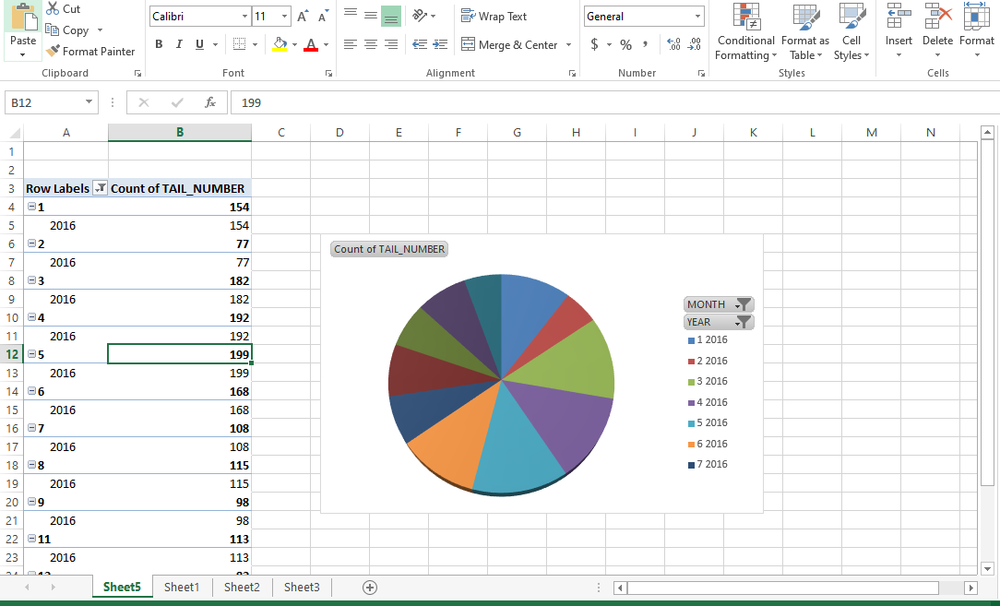 Cut
Calibri 11 A A Wrap Text General
Copy
Paste Conditional Format as Cell Insert Delete Format
Format Painter B I U A Merge & Center $ % , .00 .0 Formatting Table Styles
Clipboard Font Alignment Number Styles Cells
B12 fx 199
A B C D E F G H I J K L M N
1
2
3 Row Labels Count of TAIL_NUMBER
4 1 154
5 2016 154
6 2 77
7 2016 77
8 3 182
9 2016 182
10 4 192
11 2016 192
12 5 199
13 2016 199
14 6 168
15 2016 168
16 7 108
17 2016 108
18 8 115
19 2016 115
20 9 98
21 2016 98
22 11 113
23 2016 113
Count of TAIL_NUMBER
MONTH
YEAR
1 2016
2 2016
3 2016
4 2016
5 2016
6 2016
7 2016
Sheet5 Sheet1 Sheet2 Sheet3